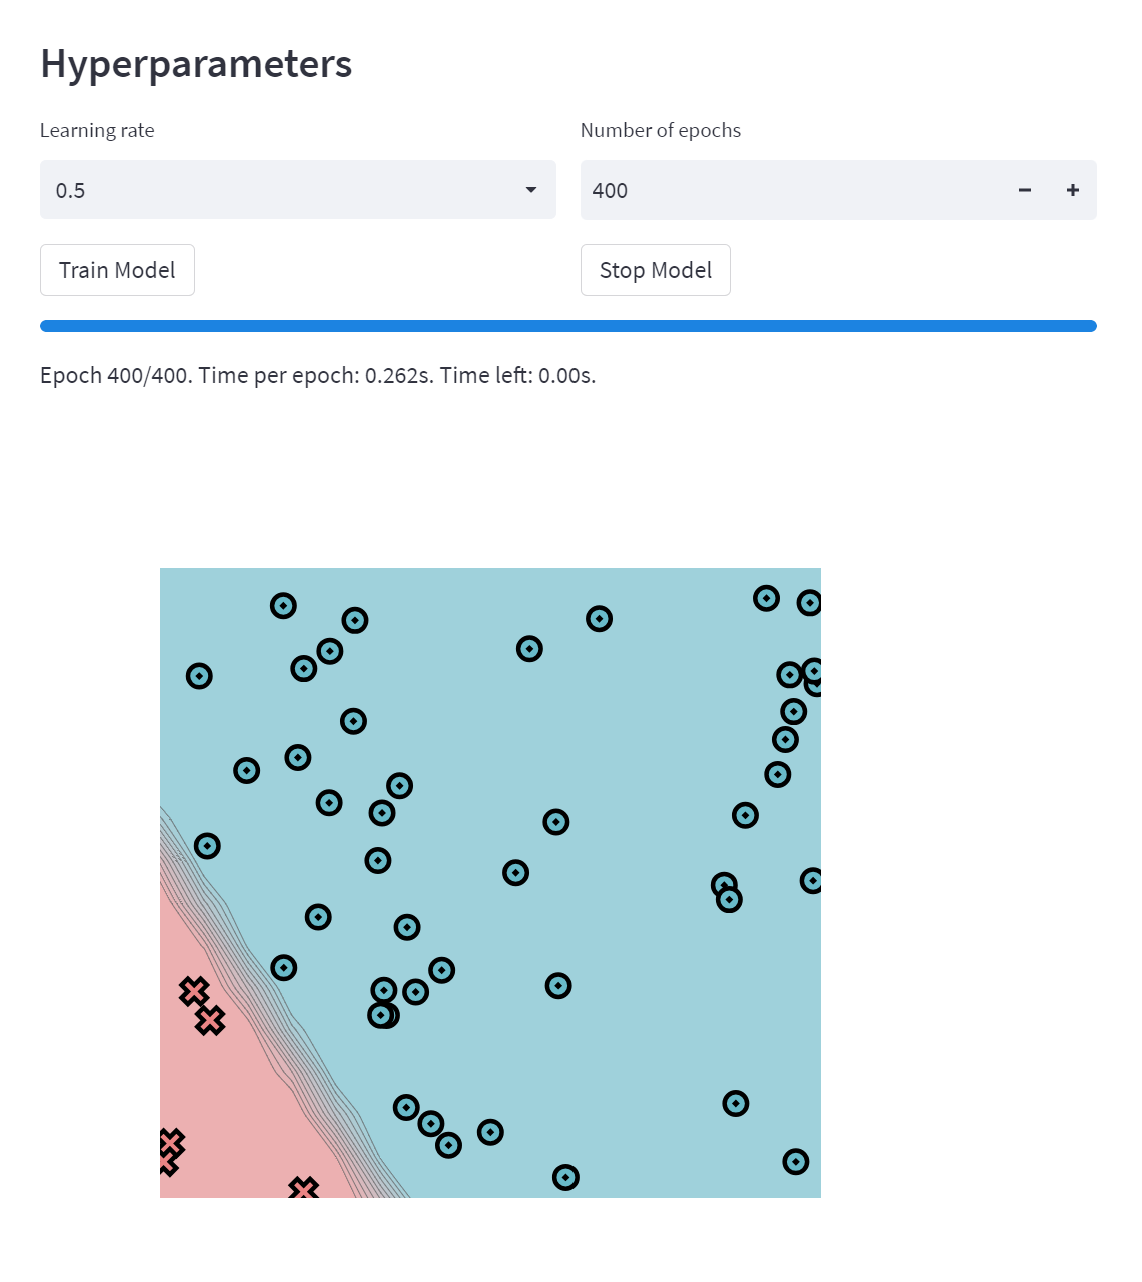 Hyperparameters
Learning rate
Number of epochs
0.5
400
Train Model
Stop Model
Epoch 400/400. Time per epoch: 0.262s. Time left: 0.00s.